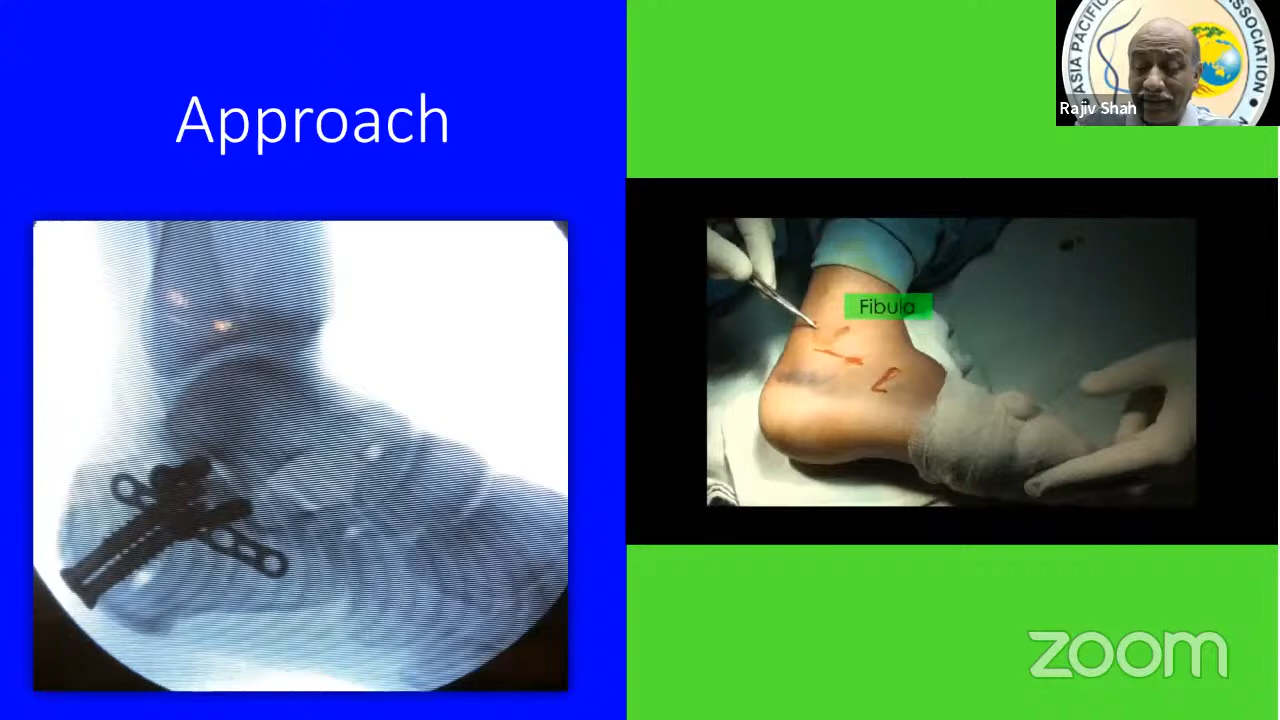 Approach
ASIA PACIFIC
ASSOCIATION
Rajiv Shah
Fibula
zoom